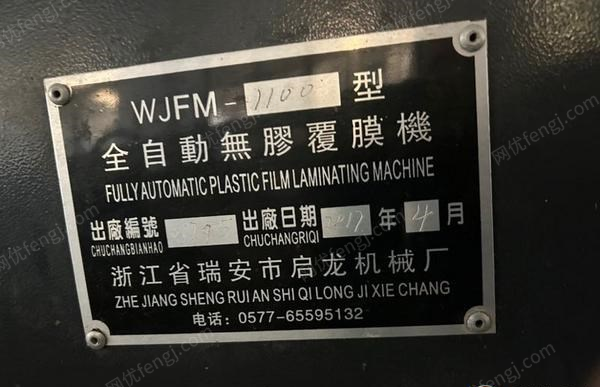 WJFM-1100型
全自動無膠覆膜機
FULLY AUTOMATIC PLASTIC FILM LAMINATING MACHINE
出廠編號 出廠日期 2017 年 4 月
CHUCHANGBIANHAO CHUCHANGRIQI
浙江省瑞安市启龙机械厂
ZHE JIANG SHENG RUI AN SHI QI LONG JI XIE CHANG
电话：0577-65595132